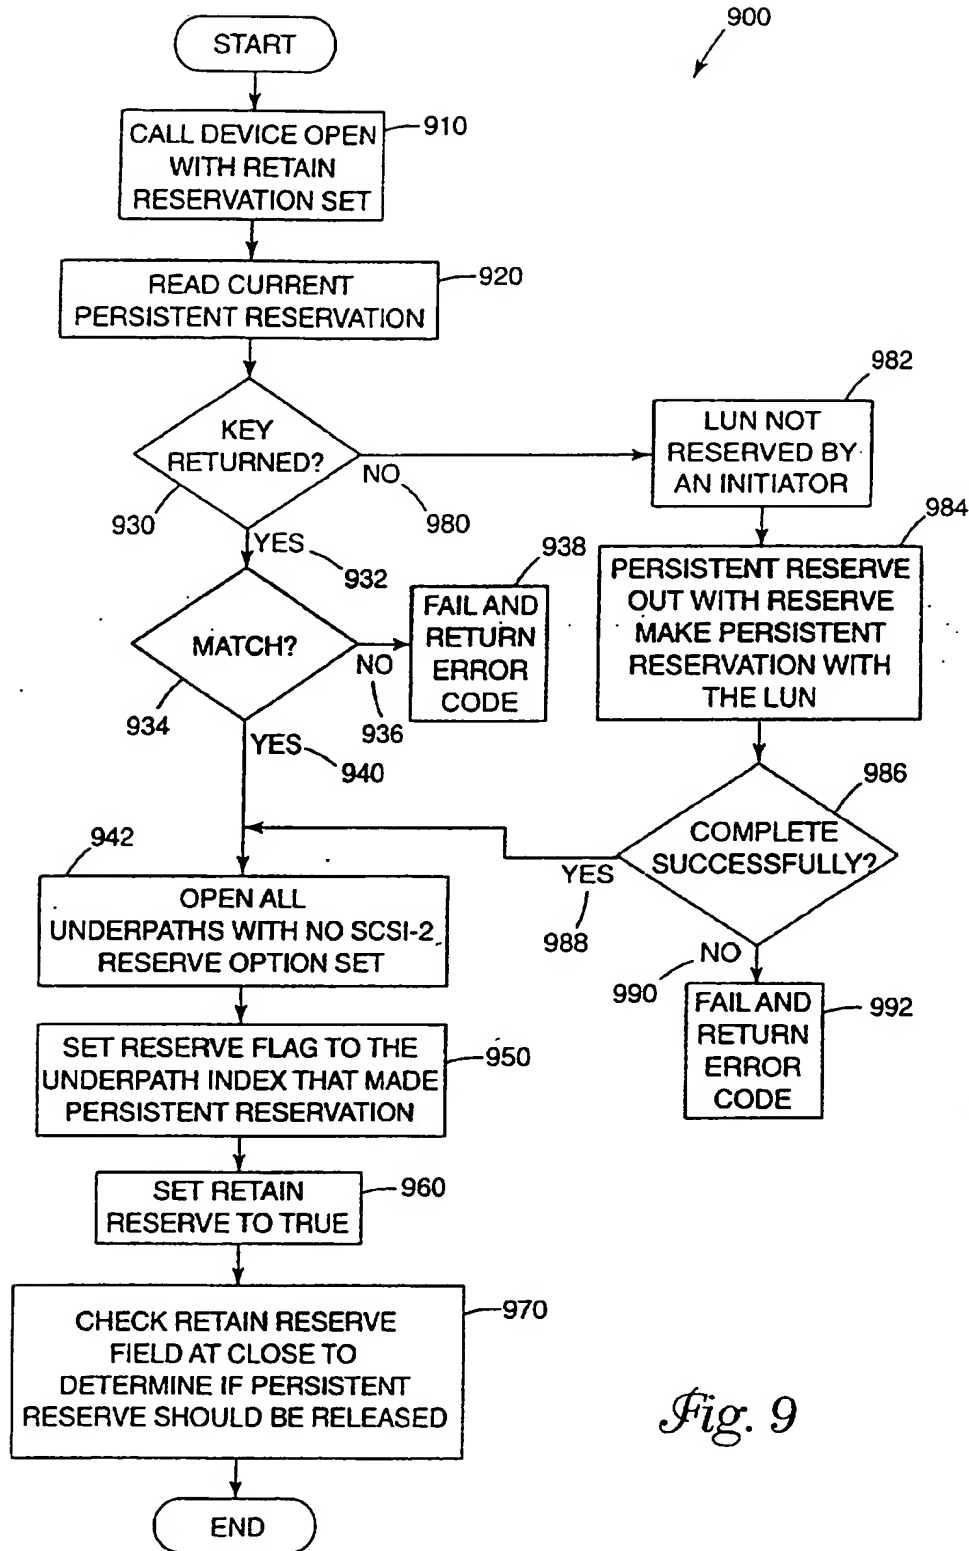 900
START
CALL DEVICE OPEN
WITH RETAIN
RESERVATION SET
910
READ CURRENT
PERSISTENT RESERVATION
920
KEY
RETURNED?
930
NO
980
YES
932
982
LUN NOT
RESERVED BY
AN INITIATOR
984
PERSISTENT RESERVE
OUT WITH RESERVE
MAKE PERSISTENT
RESERVATION WITH
THE LUN
MATCH?
934
NO
936
938
FAIL AND
RETURN
ERROR
CODE
YES
940
986
COMPLETE
SUCCESSFULLY?
YES
988
NO
990
FAIL AND
RETURN
ERROR
CODE
992
942
OPEN ALL
UNDERPATHS WITH NO SCSI-2
RESERVE OPTION SET
SET RESERVE FLAG TO THE
UNDERPATH INDEX THAT MADE
PERSISTENT RESERVATION
950
SET RETAIN
RESERVE TO TRUE
960
CHECK RETAIN RESERVE
FIELD AT CLOSE TO
DETERMINE IF PERSISTENT
RESERVE SHOULD BE RELEASED
970
END
Fig. 9